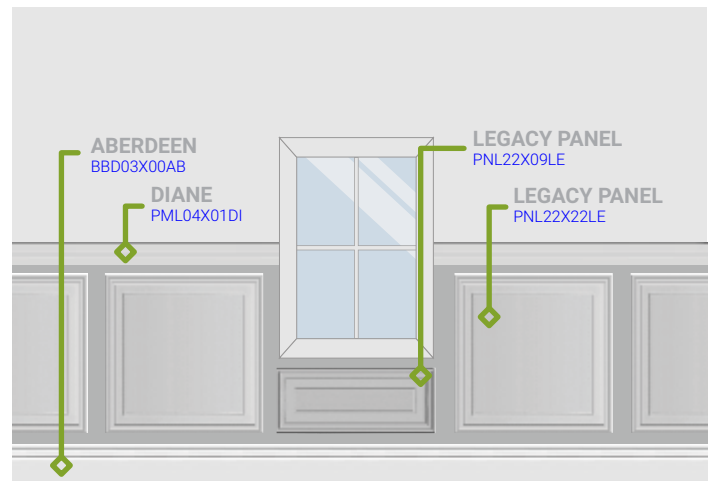 ABERDEEN
BBD03X00AB
DIANE
PML04X01DI
LEGACY PANEL
PNL22X09LE
LEGACY PANEL
PNL22X22LE